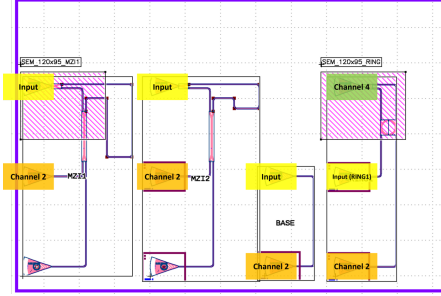 SEM_120x95_MZI1
SEM_120x95_RING
Input
Input
Channel 4
Channel 2
MZI1
Channel 2
MZI2
Input
Input (RING1)
BASE
Channel 2
Channel 2